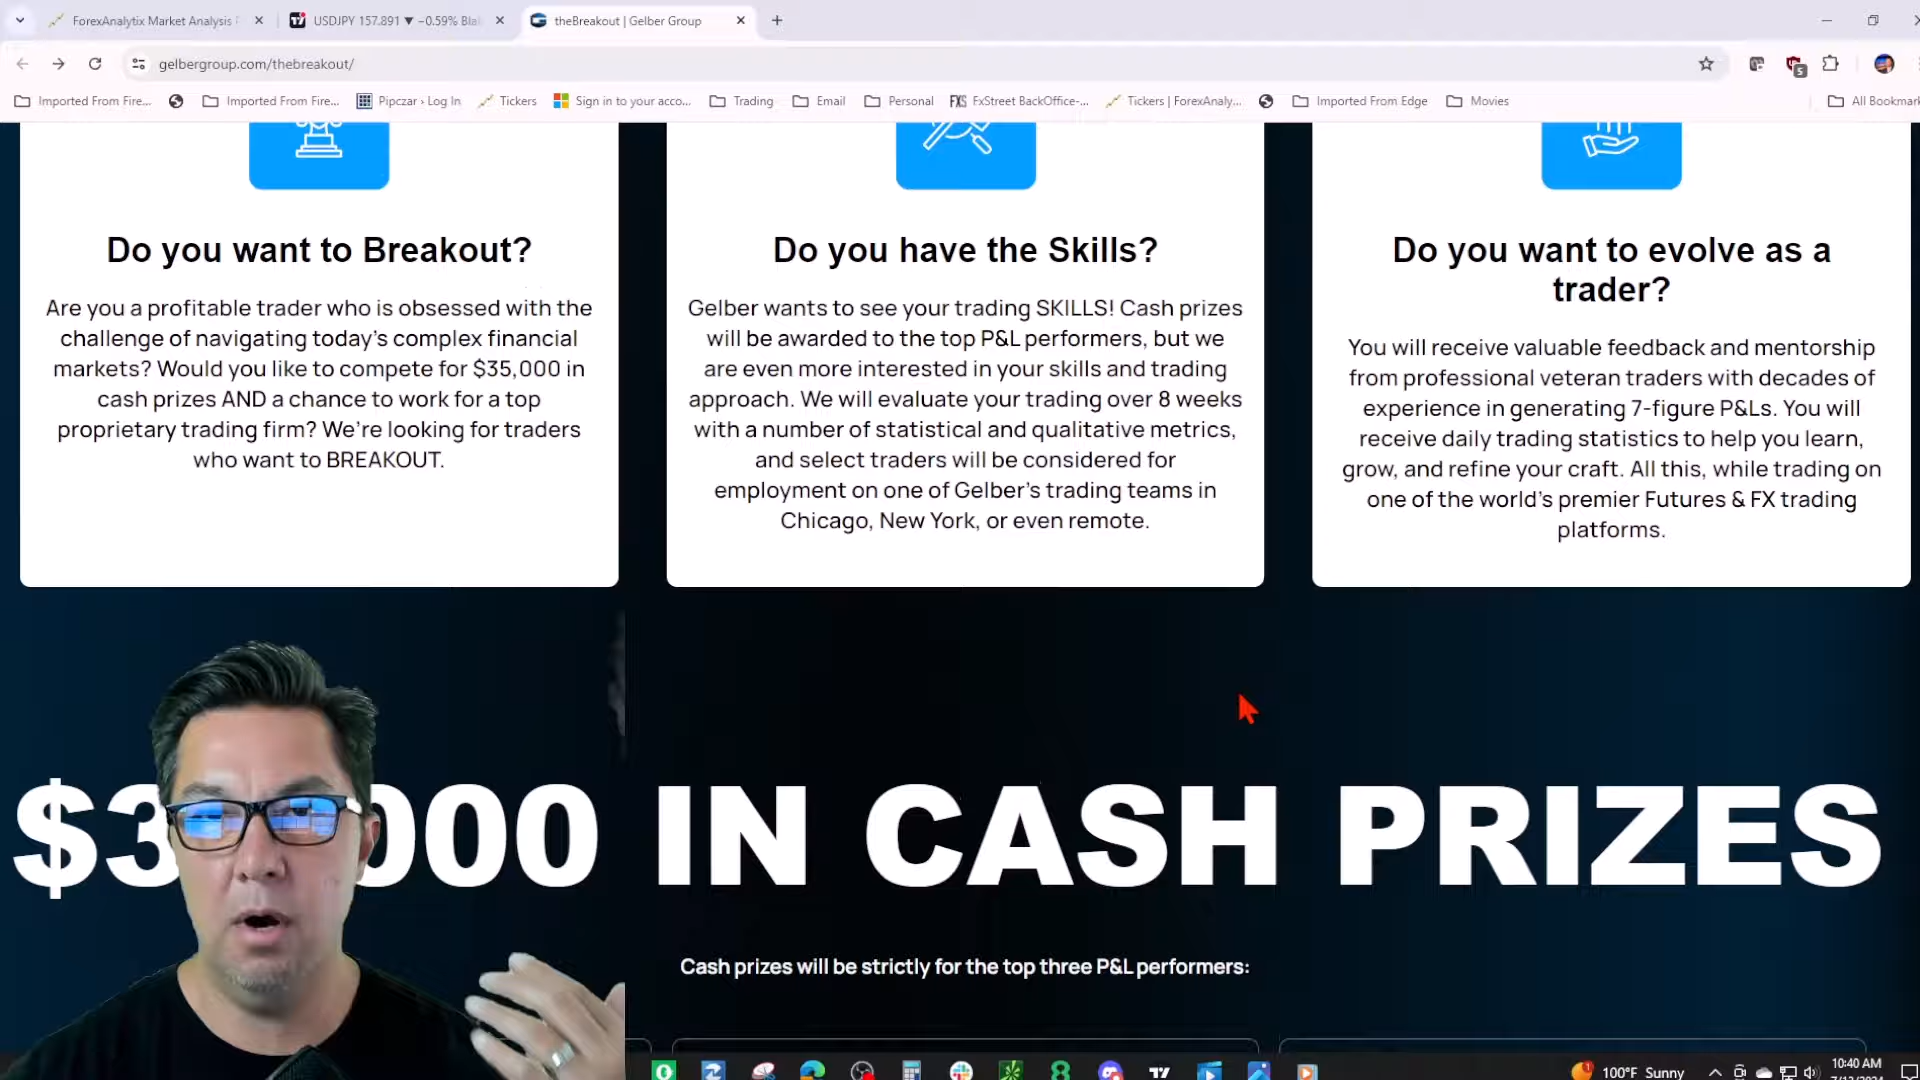 ForexAnalytix Market Analysis
USDJPY 157.891 ▼ −0.59%
theBreakout | Gelber Group
gelbergroup.com/thebreakout/
Imported From Fire...
Imported From Fire...
Pipczar › Log In
Tickers
Sign in to your acco...
Trading
Email
Personal
FXS FxStreet BackOffice-...
Tickers | ForexAnaly...
Imported From Edge
Movies
All Bookmark
Do you want to Breakout?
Are you a profitable trader who is obsessed with the
challenge of navigating today's complex financial
markets? Would you like to compete for $35,000 in
cash prizes AND a chance to work for a top
proprietary trading firm? We're looking for traders
who want to BREAKOUT.
Do you have the Skills?
Gelber wants to see your trading SKILLS! Cash prizes
will be awarded to the top P&L performers, but we
are even more interested in your skills and trading
approach. We will evaluate your trading over 8 weeks
with a number of statistical and qualitative metrics,
and select traders will be considered for
employment on one of Gelber's trading teams in
Chicago, New York, or even remote.
Do you want to evolve as a
trader?
You will receive valuable feedback and mentorship
from professional veteran traders with decades of
experience in generating 7-figure P&Ls. You will
receive daily trading statistics to help you learn,
grow, and refine your craft. All this, while trading on
one of the world's premier Futures & FX trading
platforms.
$3 000 IN CASH PRIZES
Cash prizes will be strictly for the top three P&L performers:
100°F Sunny
10:40 AM